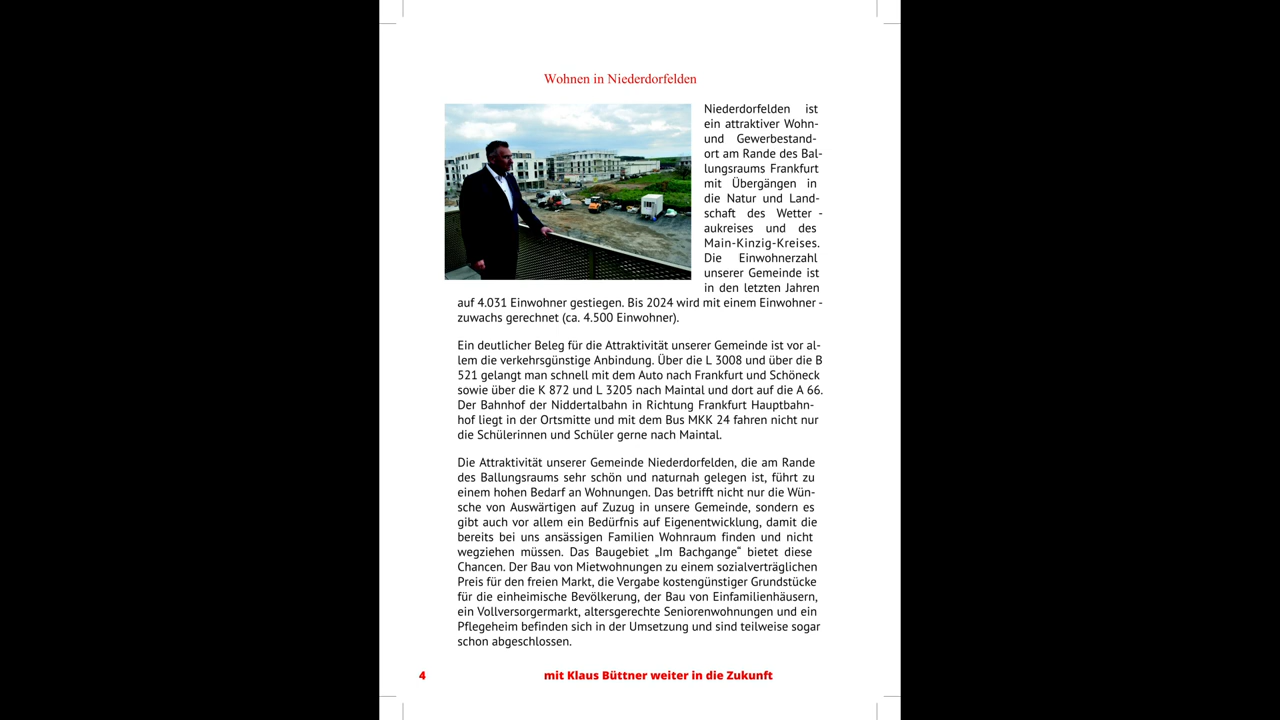 Wohnen in Niederdorfelden
Niederdorfelden ist
ein attraktiver Wohn-
und Gewerbestand-
ort am Rande des Bal-
lungsraums Frankfurt
mit Übergängen in
die Natur und Land-
schaft des Wetter -
aukreises und des
Main-Kinzig-Kreises.
Die Einwohnerzahl
unserer Gemeinde ist
in den letzten Jahren
auf 4.031 Einwohner gestiegen. Bis 2024 wird mit einem Einwohner -
zuwachs gerechnet (ca. 4.500 Einwohner).
Ein deutlicher Beleg für die Attraktivität unserer Gemeinde ist vor al-
lem die verkehrsgünstige Anbindung. Über die L 3008 und über die B
521 gelangt man schnell mit dem Auto nach Frankfurt und Schöneck
sowie über die K 872 und L 3205 nach Maintal und dort auf die A 66.
Der Bahnhof der Niddertalbahn in Richtung Frankfurt Hauptbahn-
hof liegt in der Ortsmitte und mit dem Bus MKK 24 fahren nicht nur
die Schülerinnen und Schüler gerne nach Maintal.
Die Attraktivität unserer Gemeinde Niederdorfelden, die am Rande
des Ballungsraums sehr schön und naturnah gelegen ist, führt zu
einem hohen Bedarf an Wohnungen. Das betrifft nicht nur die Wün-
sche von Auswärtigen auf Zuzug in unsere Gemeinde, sondern es
gibt auch vor allem ein Bedürfnis auf Eigenentwicklung, damit die
bereits bei uns ansässigen Familien Wohnraum finden und nicht
wegziehen müssen. Das Baugebiet „Im Bachgange“ bietet diese
Chancen. Der Bau von Mietwohnungen zu einem sozialverträglichen
Preis für den freien Markt, die Vergabe kostengünstiger Grundstücke
für die einheimische Bevölkerung, der Bau von Einfamilienhäusern,
ein Vollversorgermarkt, altersgerechte Seniorenwohnungen und ein
Pflegeheim befinden sich in der Umsetzung und sind teilweise sogar
schon abgeschlossen.
4 mit Klaus Büttner weiter in die Zukunft